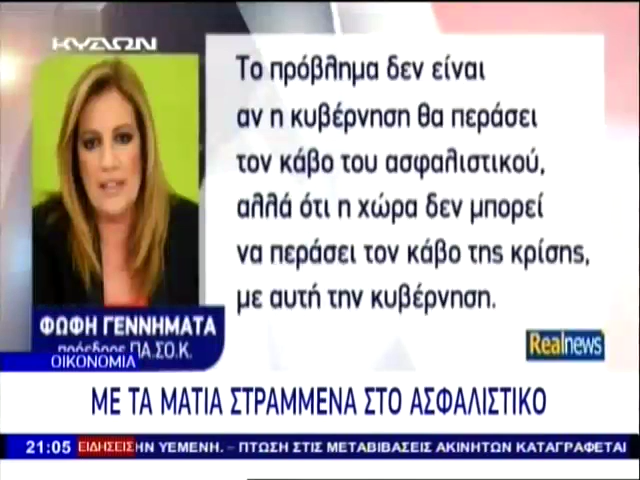 ΚΥΔΩΝ
Το πρόβλημα δεν είναι
αν η κυβέρνηση θα περάσει
τον κάβο του ασφαλιστικού,
αλλά ότι η χώρα δεν μπορεί
να περάσει τον κάβο της κρίσης,
με αυτή την κυβέρνηση.
ΦΩΦΗ ΓΕΝΝΗΜΑΤΑ
πρόεδρος ΠΑ.ΣΟ.Κ.
Realnews
ΟΙΚΟΝΟΜΙΑ
ΜΕ ΤΑ ΜΑΤΙΑ ΣΤΡΑΜΜΕΝΑ ΣΤΟ ΑΣΦΑΛΙΣΤΙΚΟ
21:05 ΕΙΔΗΣΕΙΣ ΗΝ ΥΕΜΕΝΗ. – ΠΤΩΣΗ ΣΤΙΣ ΜΕΤΑΒΙΒΑΣΕΙΣ ΑΚΙΝΗΤΩΝ ΚΑΤΑΓΡΑΦΕΤΑΙ